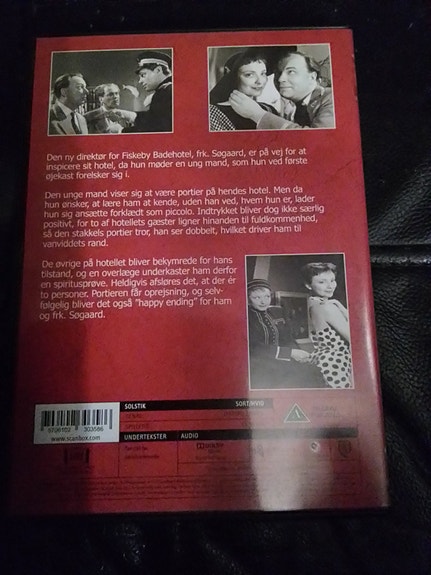 Den ny direktør for Fiskeby Badehotel, frk. Søgaard, er på vej for at
inspicere sit hotel, da hun møder en ung mand, som hun ved første
øjekast forelsker sig i.
Den unge mand viser sig at være portier på hendes hotel. Men da
hun ønsker, at lære ham at kende, uden han ved, hvem hun er, lader
hun sig ansætte forklædt som piccolo. Indtrykket bliver dog ikke særlig
positivt, for to af hotellets gæster ligner hinanden til fuldkommenhed,
så den stakkels portier tror, han ser dobbelt, hvilket driver ham til
vanviddets rand.
De øvrige på hotellet bliver bekymrede for hans
tilstand, og en overlæge underkaster ham derfor
en spiritusprøve. Heldigvis afsløres det, at der ér
to personer. Portieren får oprejsning, og selv-
følgelig bliver det også "happy ending" for ham
og frk. Søgaard.
SOLSTIK
SORT/HVID
UNDERTEKSTER
AUDIO
5706102 303588
www.scanbox.com
A